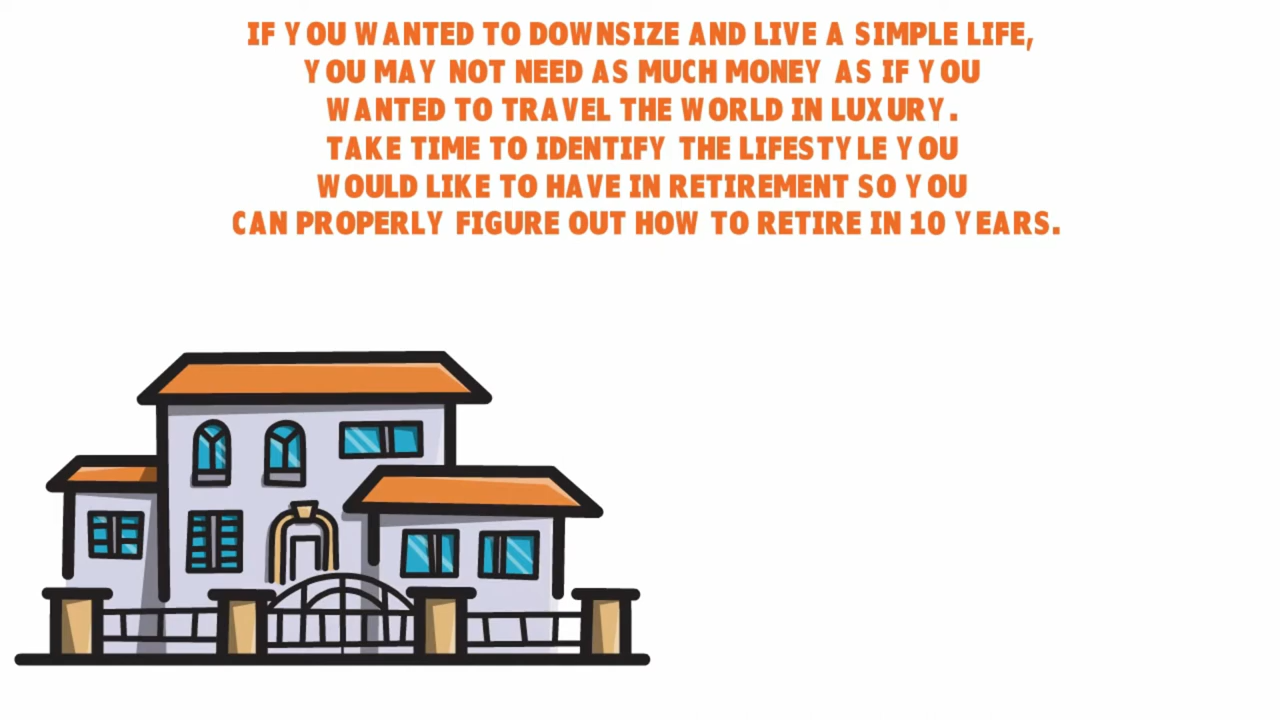 IF YOU WANTED TO DOWNSIZE AND LIVE A SIMPLE LIFE,
YOU MAY NOT NEED AS MUCH MONEY AS IF YOU
WANTED TO TRAVEL THE WORLD IN LUXURY.
TAKE TIME TO IDENTIFY THE LIFESTYLE YOU
WOULD LIKE TO HAVE IN RETIREMENT SO YOU
CAN PROPERLY FIGURE OUT HOW TO RETIRE IN 10 YEARS.